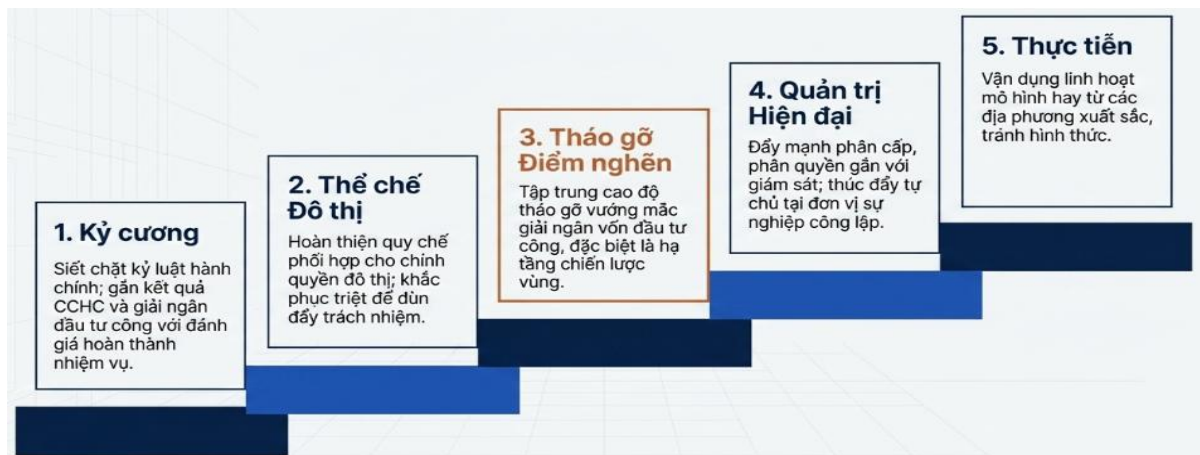 1. Kỷ cương
Siết chặt kỷ luật hành
chính; gắn kết quả
CCHC và giải ngân
đầu tư công với đánh
giá hoàn thành
nhiệm vụ.
2. Thể chế
Đô thị
Hoàn thiện quy chế
phối hợp cho chính
quyền đô thị; khắc
phục triệt để đùn
đẩy trách nhiệm.
3. Tháo gỡ
Điểm nghẽn
Tập trung cao độ
tháo gỡ vướng mắc
giải ngân vốn đầu tư
công, đặc biệt là hạ
tầng chiến lược
vùng.
4. Quản trị
Hiện đại
Đẩy mạnh phân cấp,
phân quyền gắn với
giám sát; thúc đẩy tự
chủ tại đơn vị sự
nghiệp công lập.
5. Thực tiễn
Vận dụng linh hoạt
mô hình hay từ các
địa phương xuất sắc,
tránh hình thức.